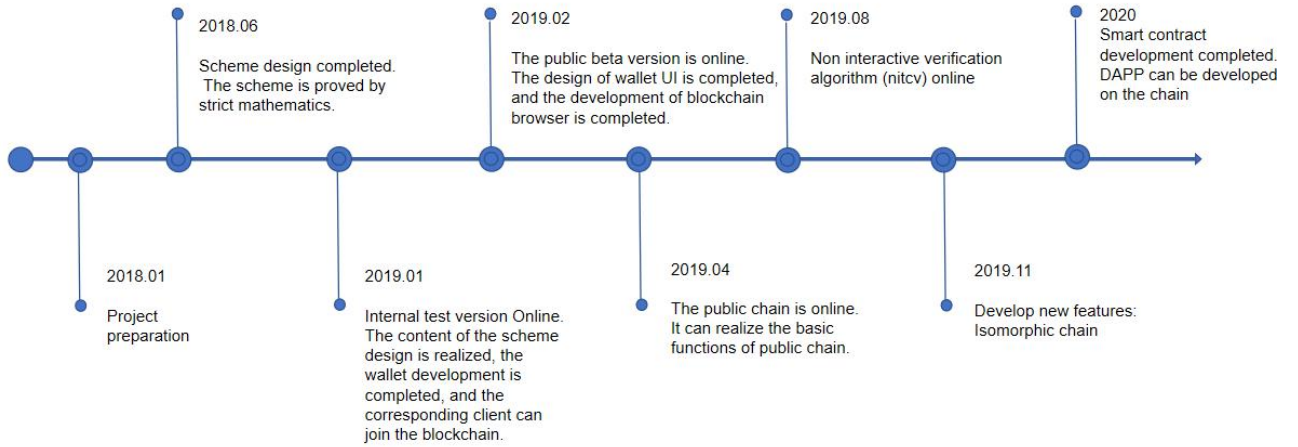 2018.06
Scheme design completed.
The scheme is proved by
strict mathematics.
2019.02
The public beta version is online.
The design of wallet UI is completed,
and the development of blockchain
browser is completed.
2019.08
Non interactive verification
algorithm (nitcv) online
2020
Smart contract
development completed.
DAPP can be developed
on the chain
2018.01
Project
preparation
2019.01
Internal test version Online.
The content of the scheme
design is realized, the
wallet development is
completed, and the
corresponding client can
join the blockchain.
2019.04
The public chain is online.
It can realize the basic
functions of public chain.
2019.11
Develop new features:
Isomorphic chain